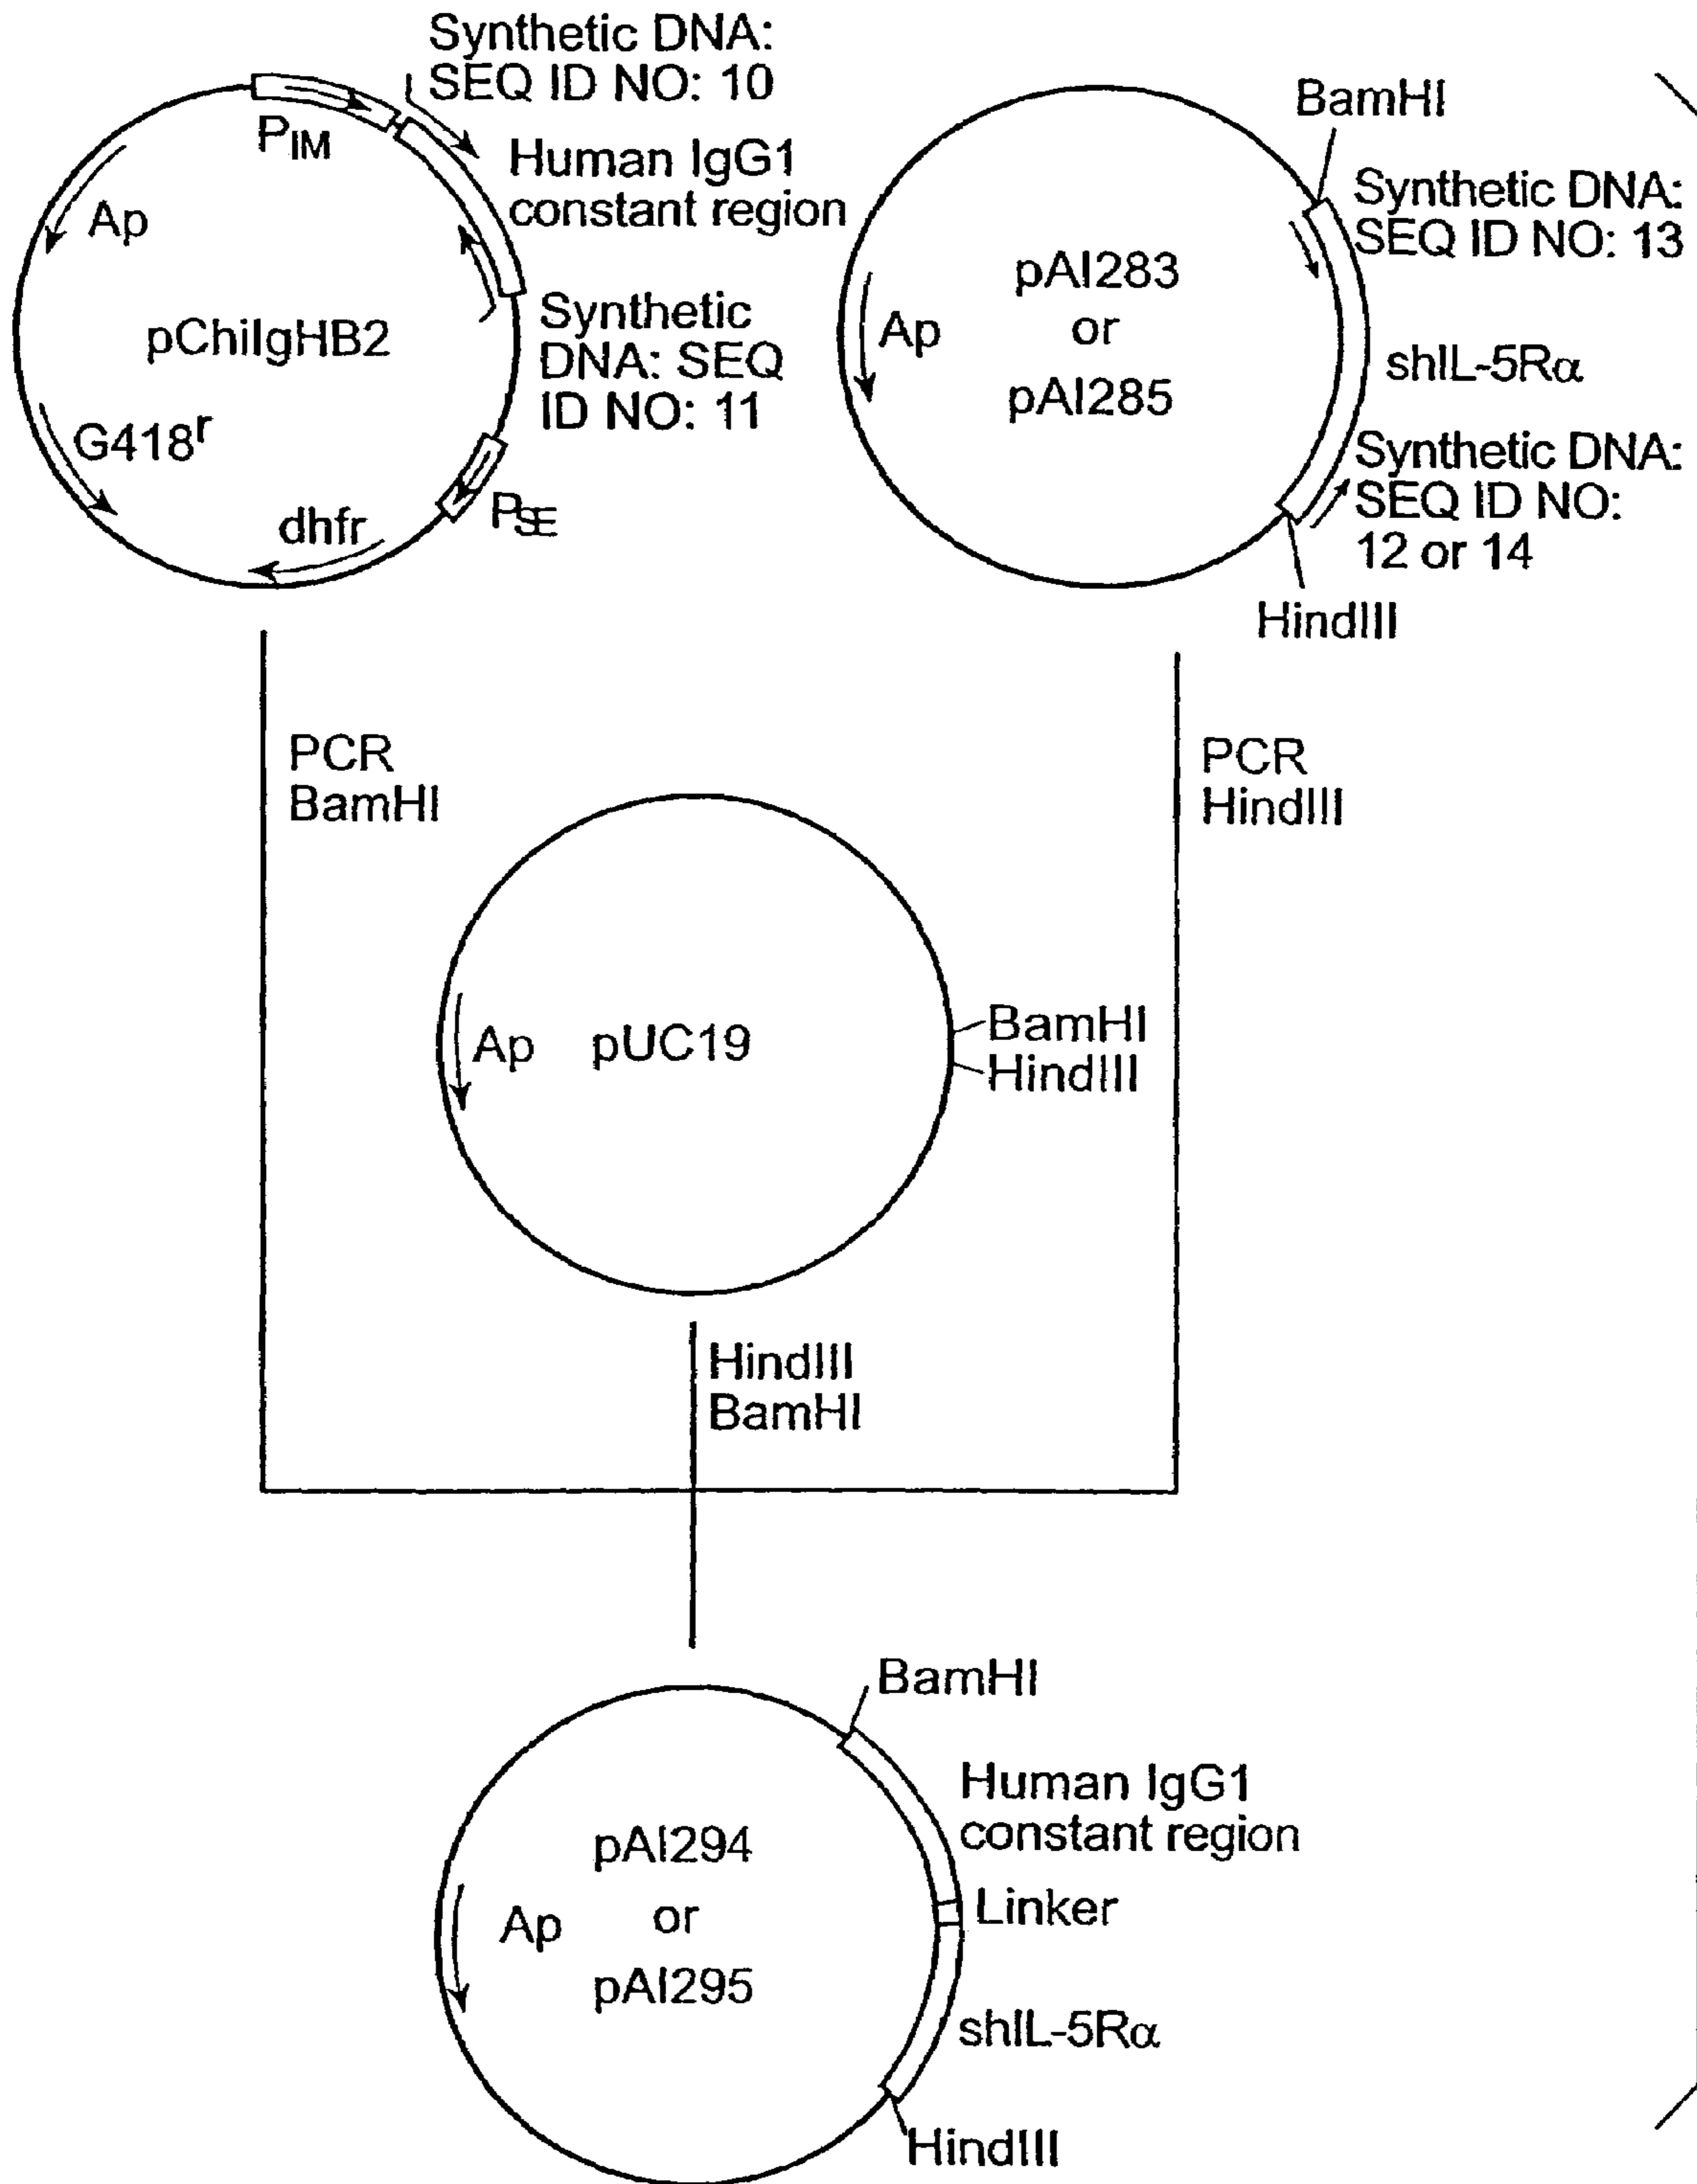 Synthetic DNA:
SEQ ID NO: 10
PIM
Human IgG1
constant region
Ap
pChiIgHB2
Synthetic
DNA: SEQ
ID NO: 11
G418r
dhfr
PSE
BamHI
Synthetic DNA:
SEQ ID NO: 13
pAI283
or
pAI285
Ap
shIL-5Rα
Synthetic DNA:
SEQ ID NO:
12 or 14
HindIII
PCR
BamHI
PCR
HindIII
Ap
pUC19
BamHI
HindIII
HindIII
BamHI
BamHI
Human IgG1
constant region
pAI294
or
pAI295
Ap
Linker
shIL-5Rα
HindIII